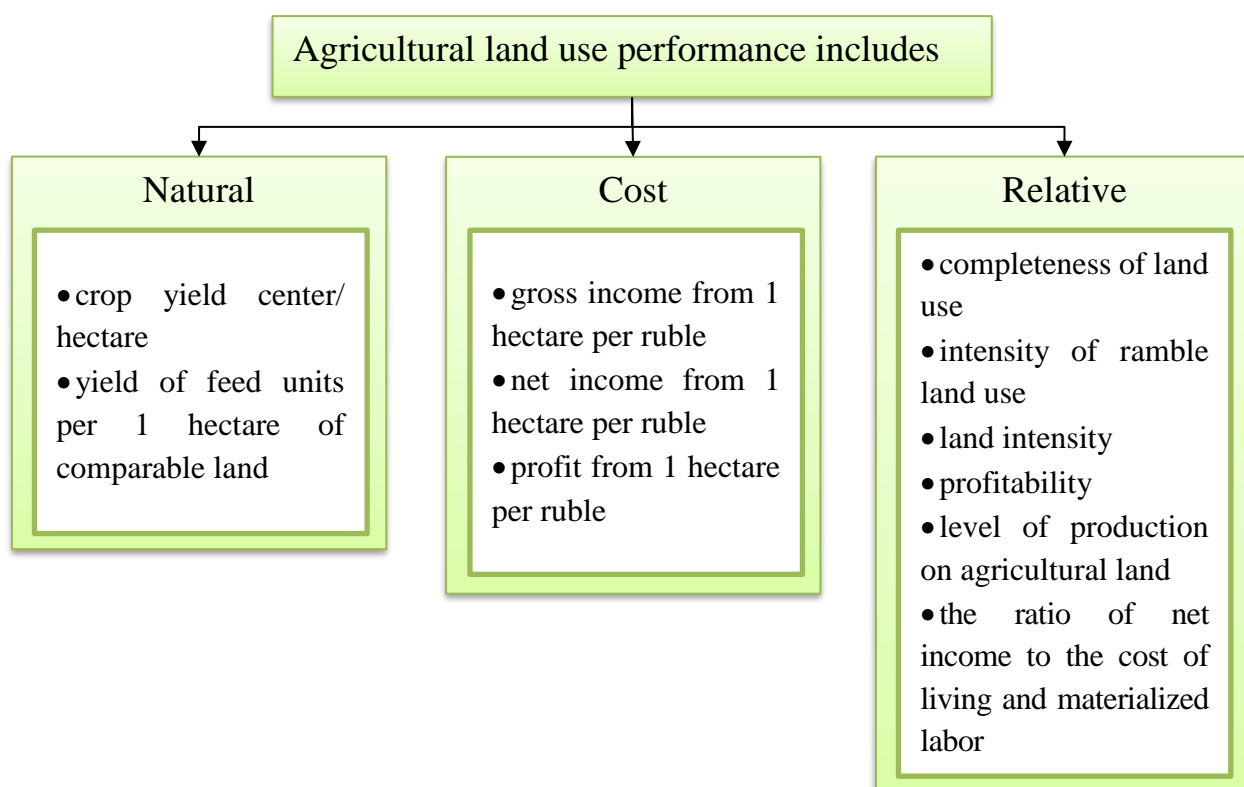 Agricultural land use performance includes
Natural
• crop yield center/
hectare
• yield of feed units
per 1 hectare of
comparable land
Cost
• gross income from 1
hectare per ruble
• net income from 1
hectare per ruble
• profit from 1 hectare
per ruble
Relative
• completeness of land
use
• intensity of ramble
land use
• land intensity
• profitability
• level of production
on agricultural land
• the ratio of net
income to the cost of
living and materialized
labor